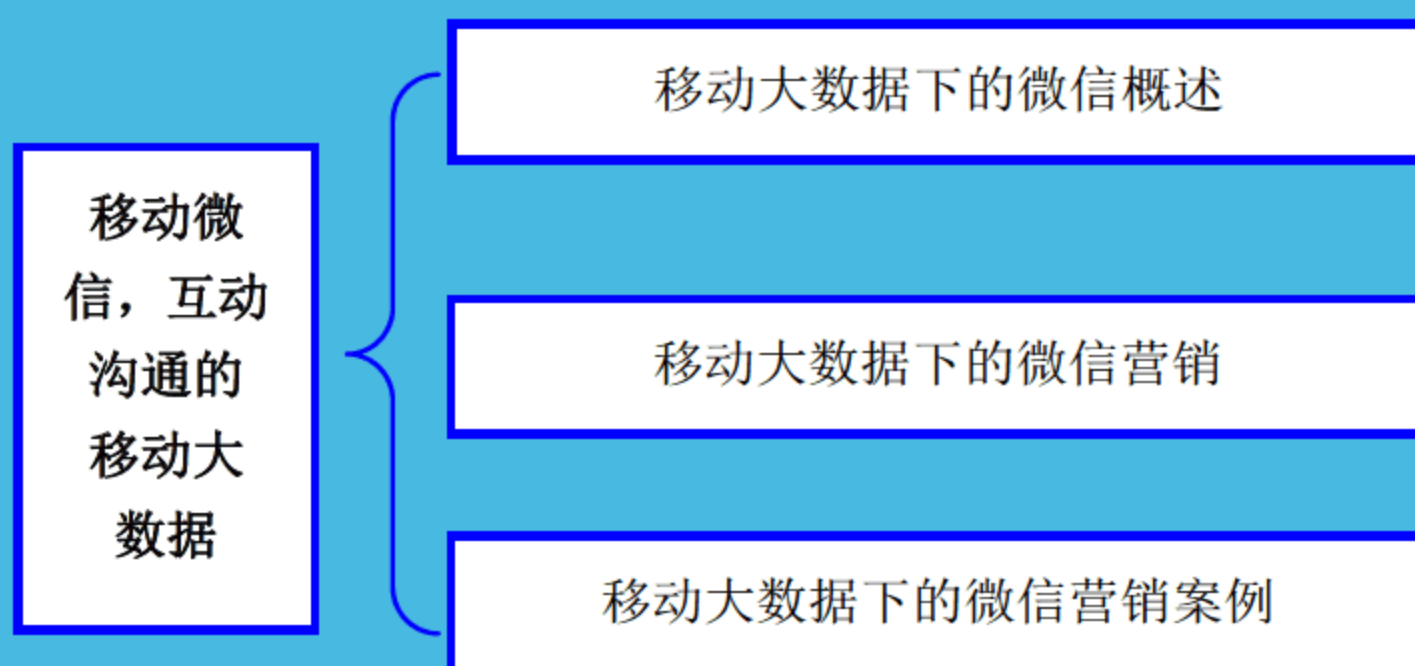 移动微
信，互动
沟通的
移动大
数据
移动大数据下的微信概述
移动大数据下的微信营销
移动大数据下的微信营销案例